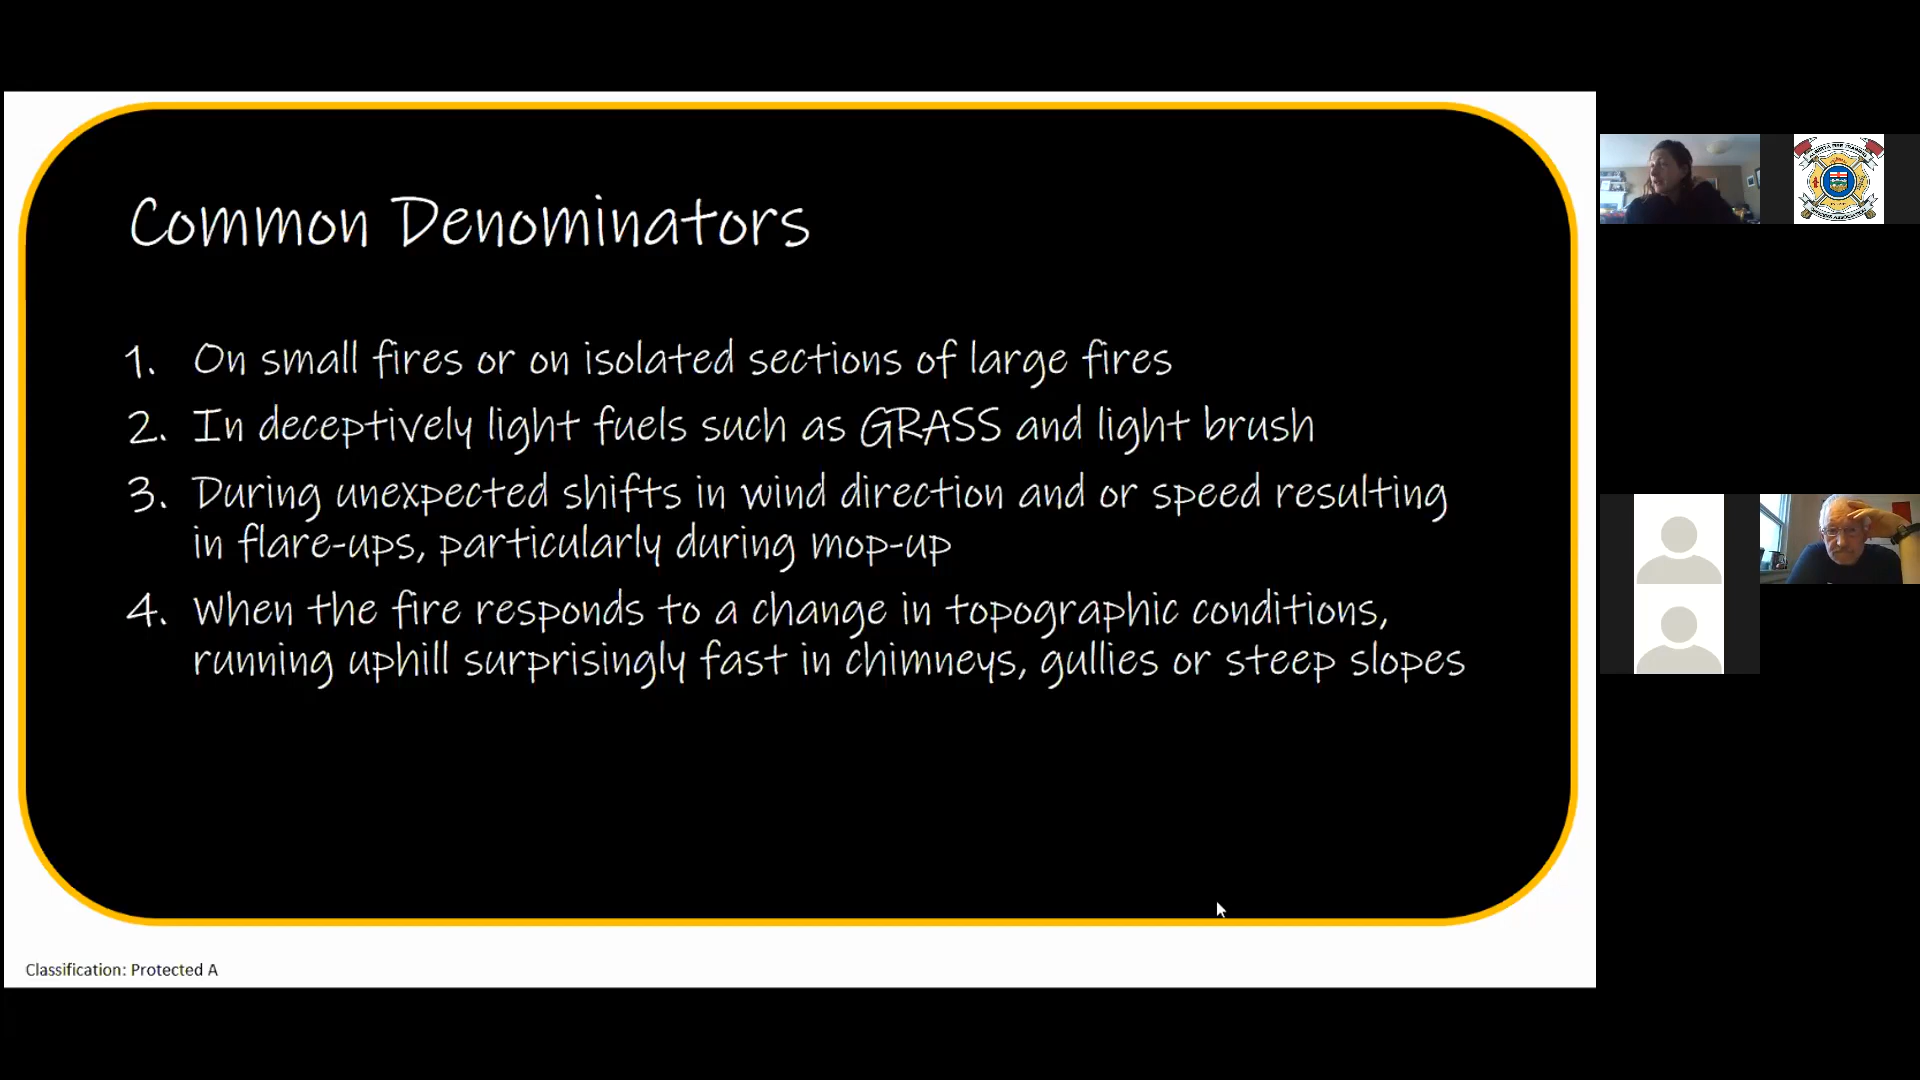 Common Denominators
1. On small fires or on isolated sections of large fires
2. In deceptively light fuels such as GRASS and light brush
3. During unexpected shifts in wind direction and or speed resulting
in flare-ups, particularly during mop-up
4. When the fire responds to a change in topographic conditions,
running uphill surprisingly fast in chimneys, gullies or steep slopes
Classification: Protected A